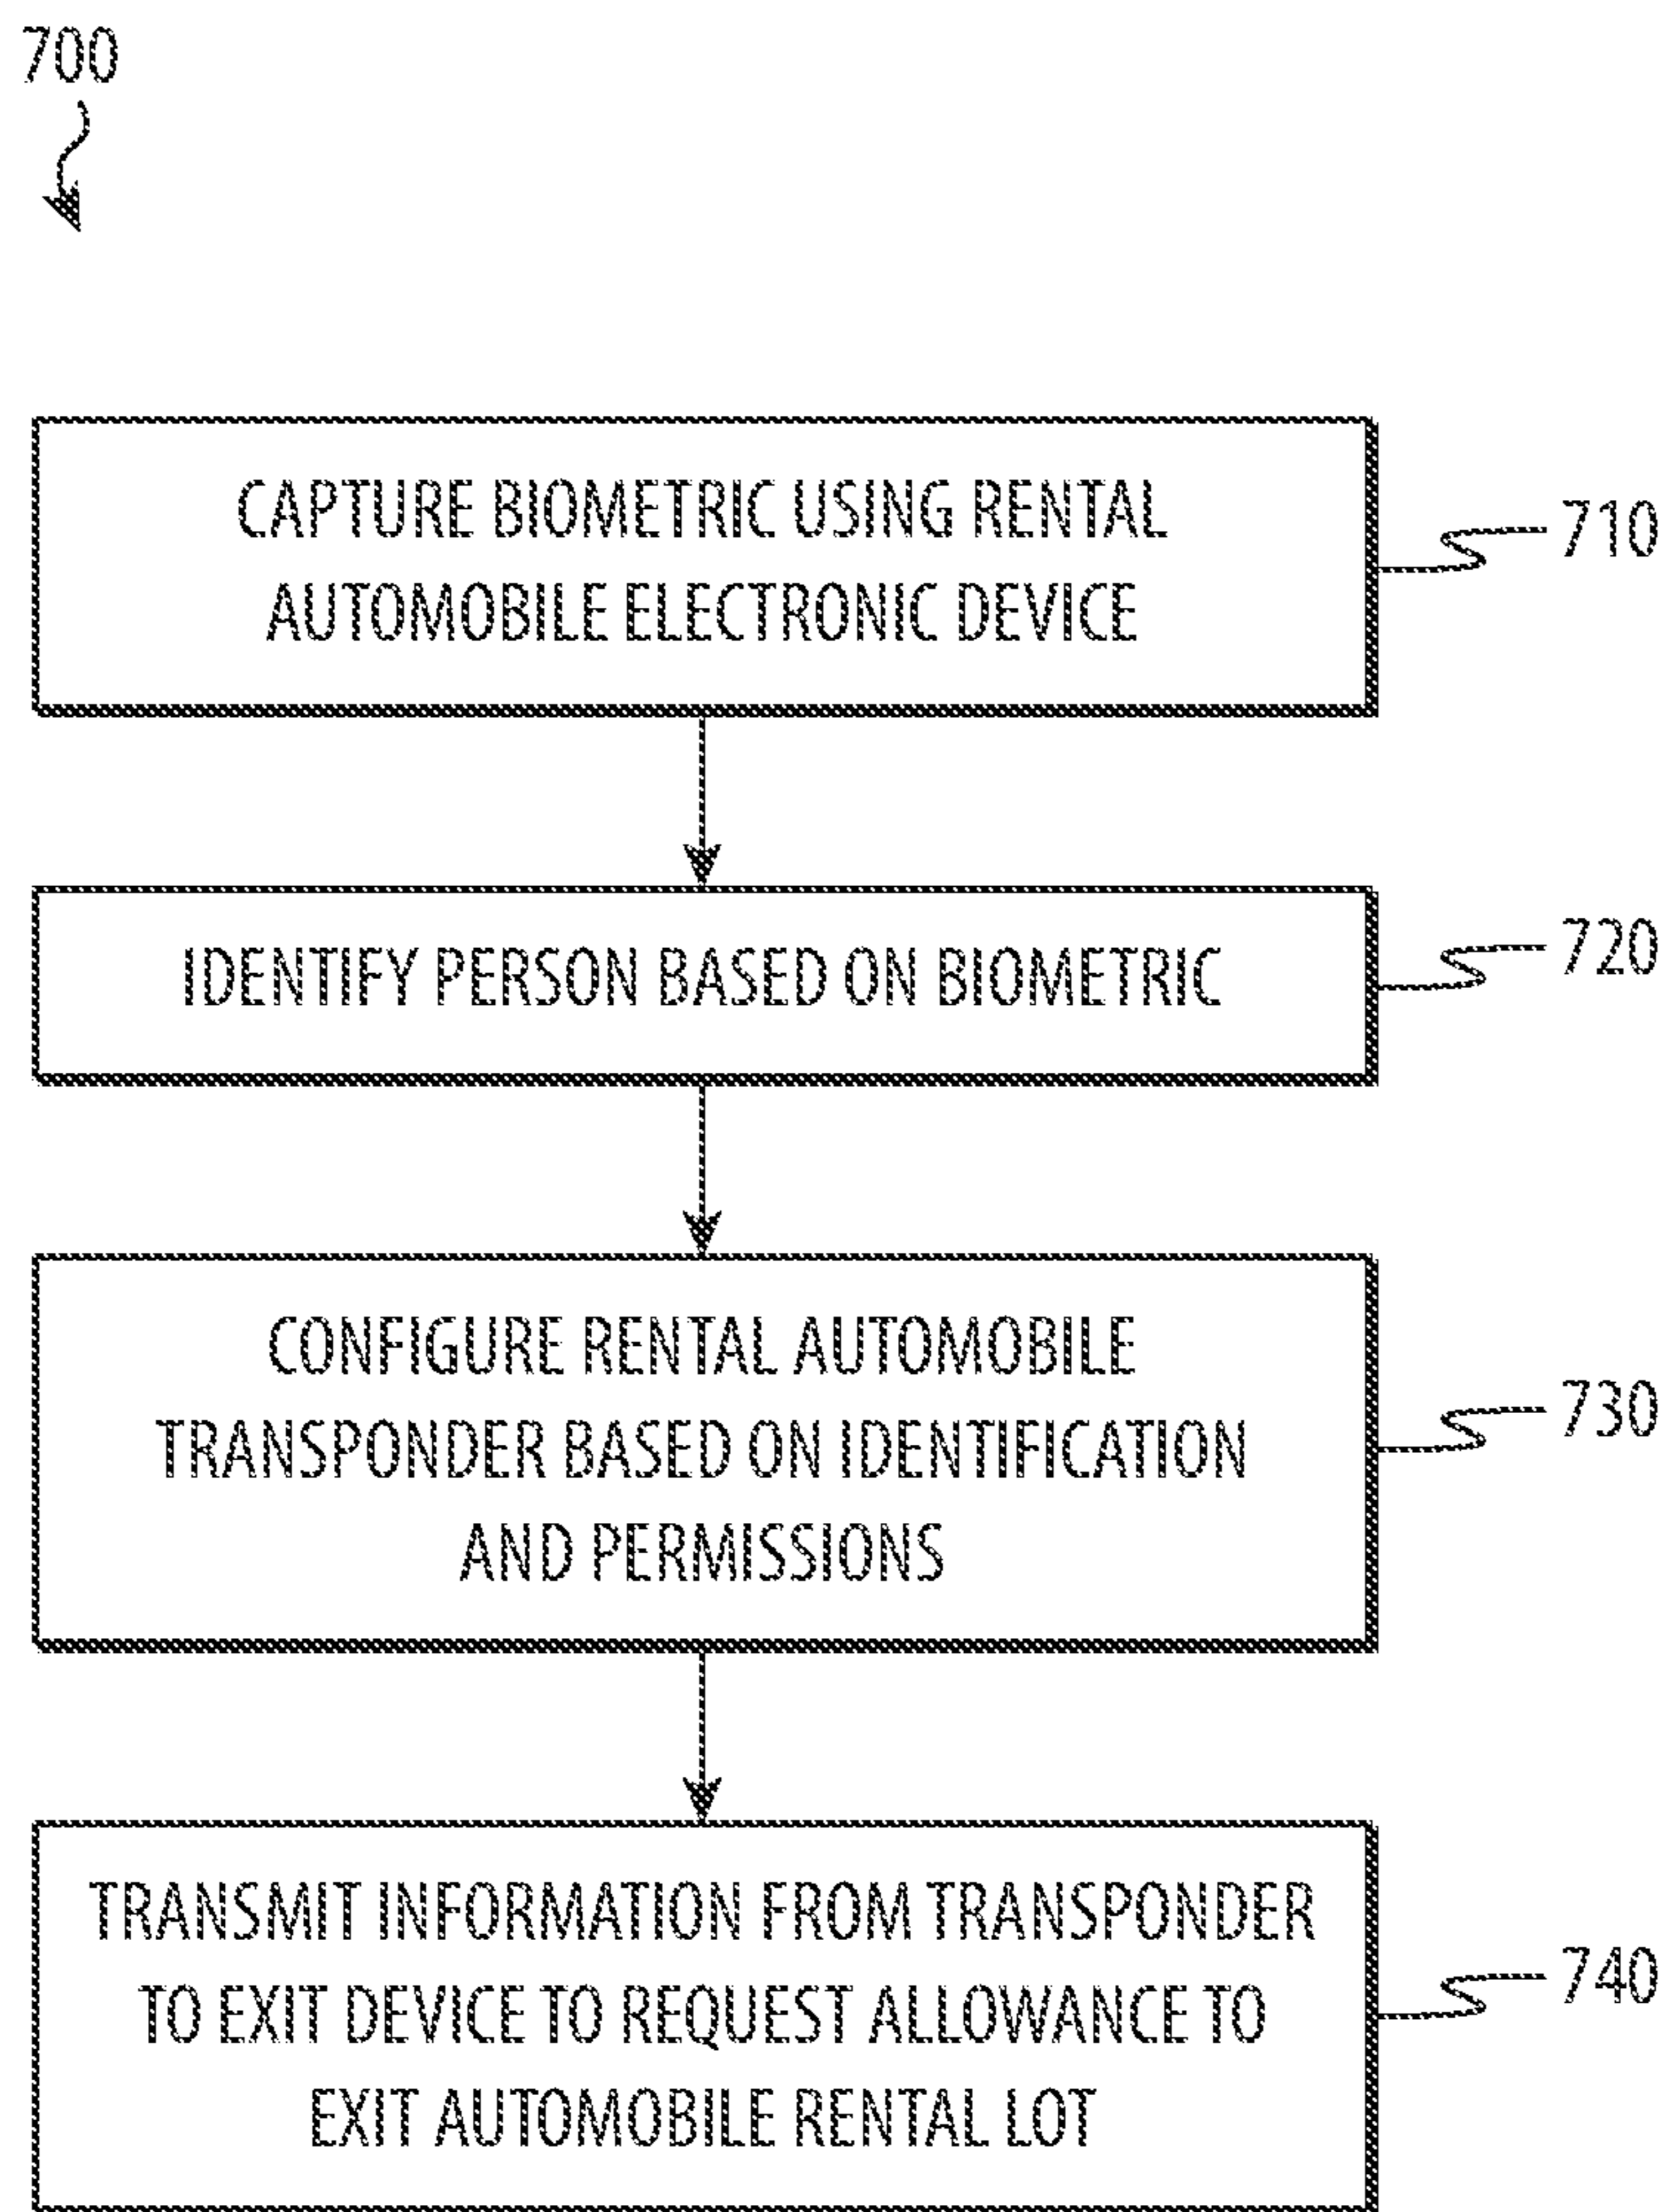 700
CAPTURE BIOMETRIC USING RENTAL
AUTOMOBILE ELECTRONIC DEVICE
710
IDENTIFY PERSON BASED ON BIOMETRIC
720
CONFIGURE RENTAL AUTOMOBILE
TRANSPONDER BASED ON IDENTIFICATION
AND PERMISSIONS
730
TRANSMIT INFORMATION FROM TRANSPONDER
TO EXIT DEVICE TO REQUEST ALLOWANCE TO
EXIT AUTOMOBILE RENTAL LOT
740